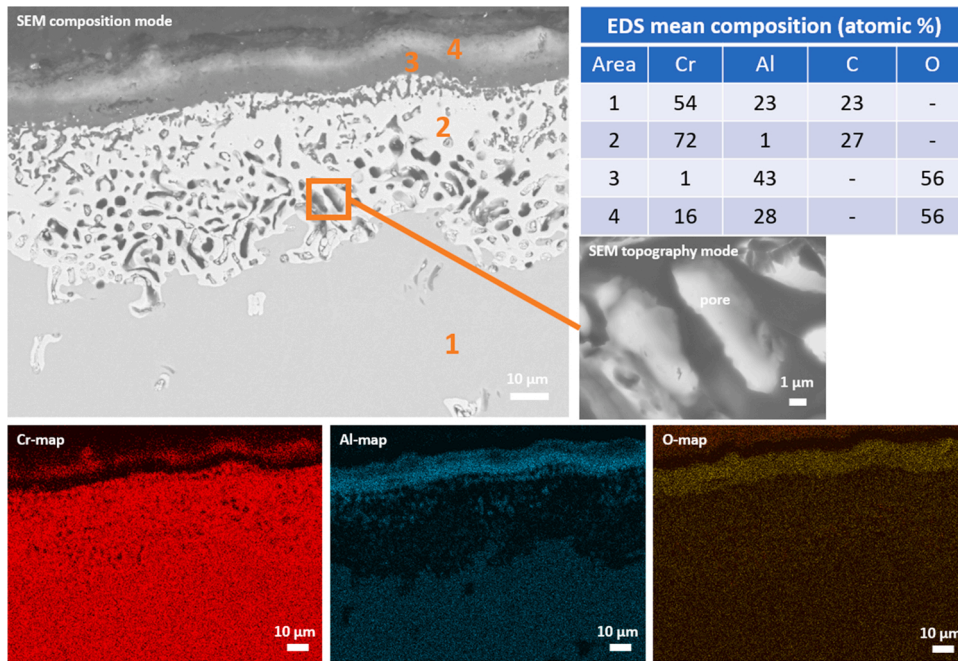 SEM composition mode
4
3
2
1
10 µm
EDS mean composition (atomic %)
Area Cr Al C O
1 54 23 23 -
2 72 1 27 -
3 1 43 - 56
4 16 28 - 56
SEM topography mode
pore
1 µm
Cr-map
10 µm
Al-map
10 µm
O-map
10 µm